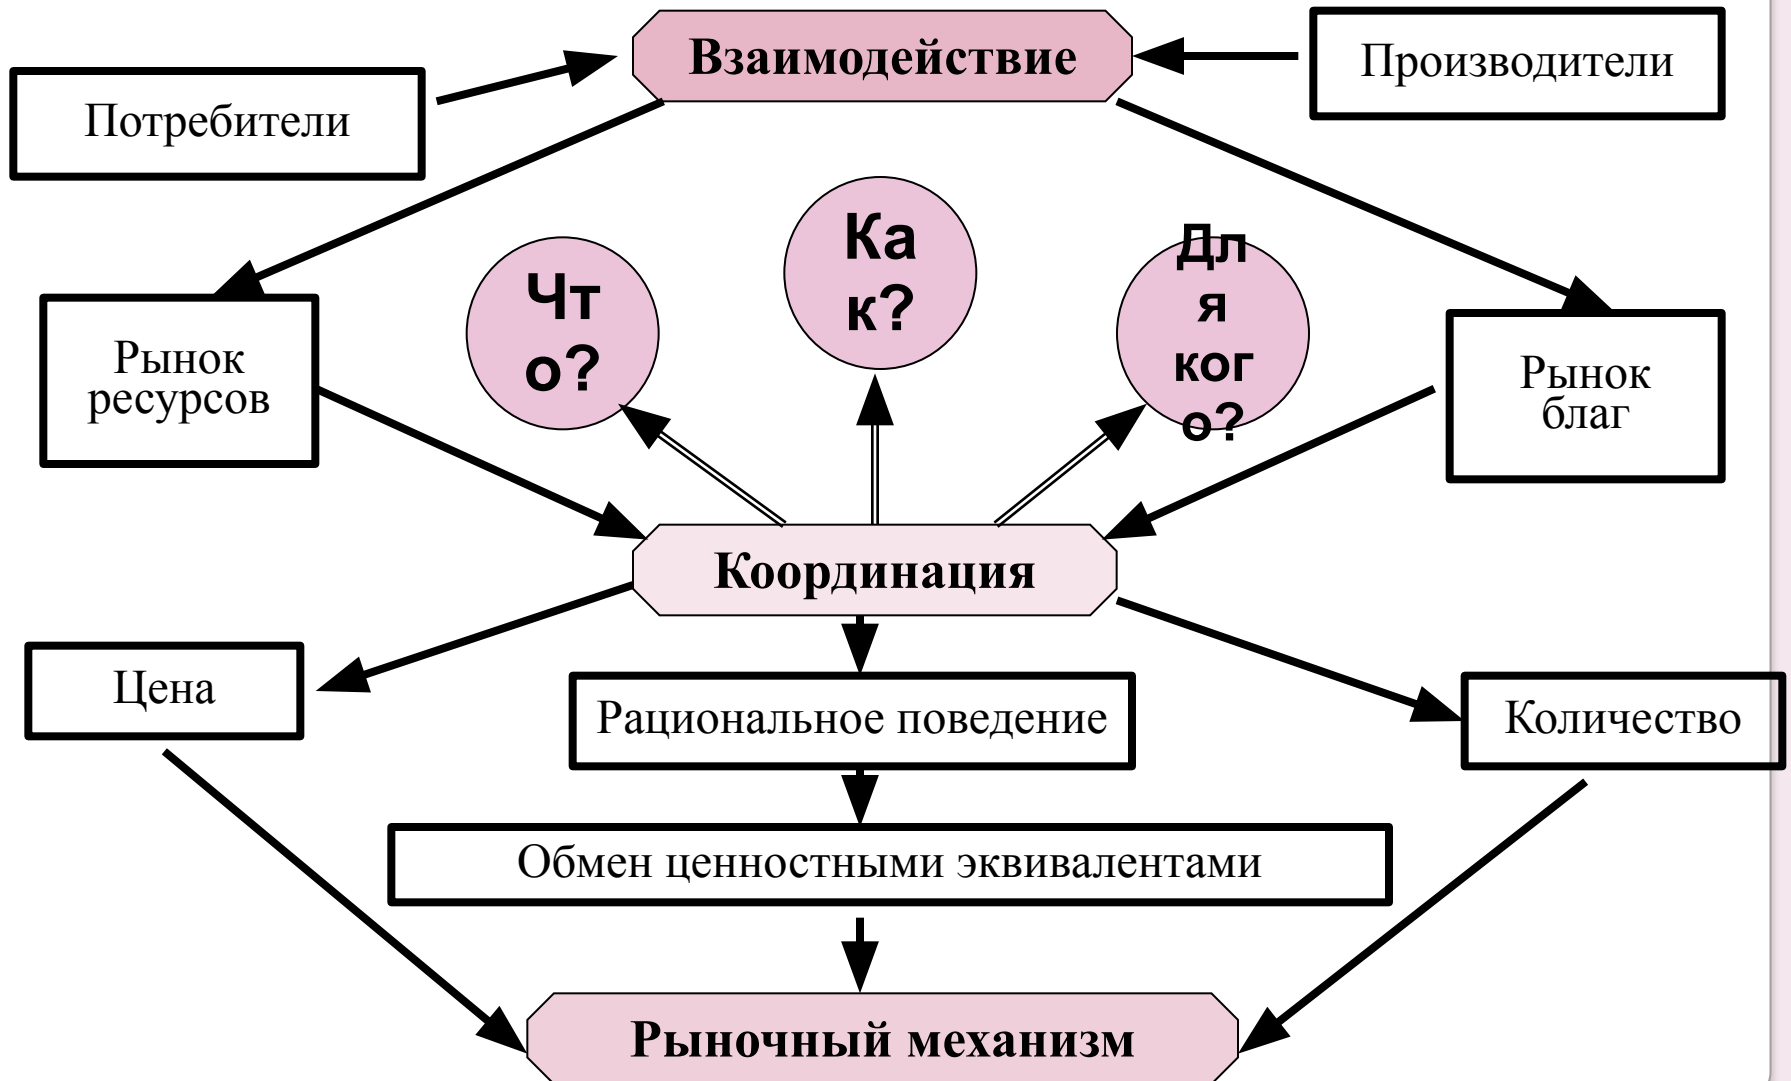 Взаимодействие
Производители
Потребители
Чт
о?
Ка
к?
Дл
я
ког
о?
Рынок
ресурсов
Рынок
благ
Координация
Цена
Рациональное поведение
Количество
Обмен ценностными эквивалентами
Рыночный механизм